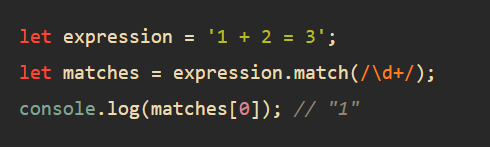 let expression = '1 + 2 = 3';
let matches = expression.match(/\d+/);
console.log(matches[0]); // "1"